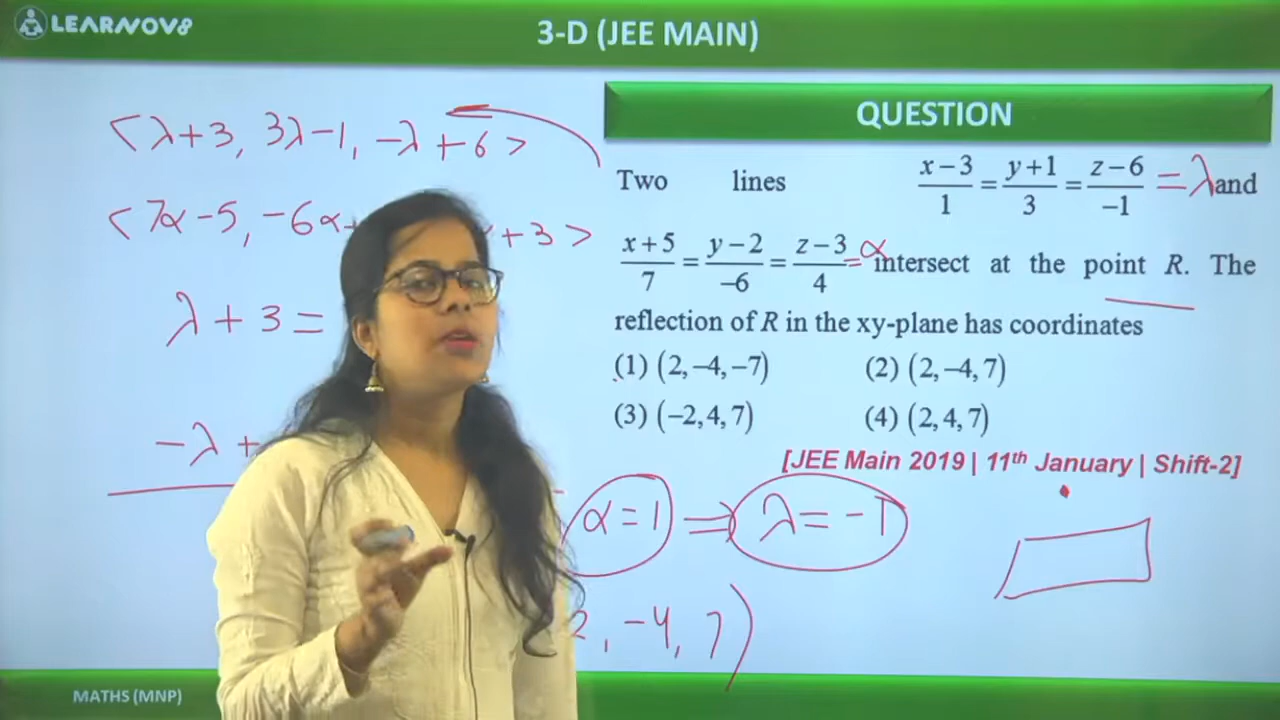 LEARNOV8
3-D (JEE MAIN)
<λ+3, 3λ-1, -λ+6>
<7α-5, -6α+ +3>
λ+3=
-λ+
QUESTION
Two lines (x-3)/1 = (y+1)/3 = (z-6)/-1 = λ and
(x+5)/7 = (y-2)/-6 = (z-3)/4 = α intersect at the point R. The
reflection of R in the xy-plane has coordinates
(1) (2,-4,-7) (2) (2,-4,7)
(3) (-2,4,7) (4) (2,4,7)
[JEE Main 2019 | 11th January | Shift-2]
α=1 ⇒ λ=-1
2, -4, 7)
MATHS (MNP)